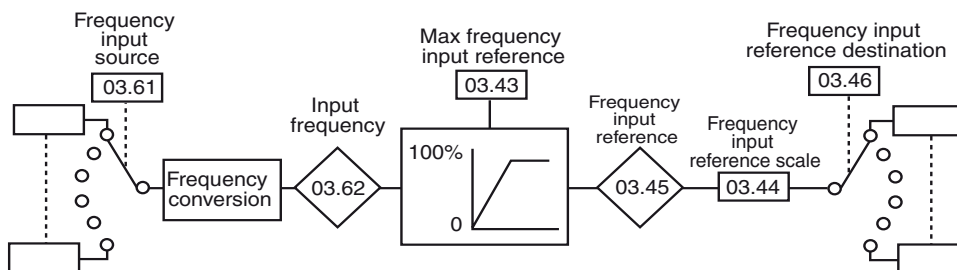 Frequency
input
source
03.61
Frequency
conversion
Input
frequency
03.62
Max frequency
input reference
03.43
100%
0
Frequency
input
reference
03.45
Frequency
input
reference scale
03.44
Frequency input
reference destination
03.46